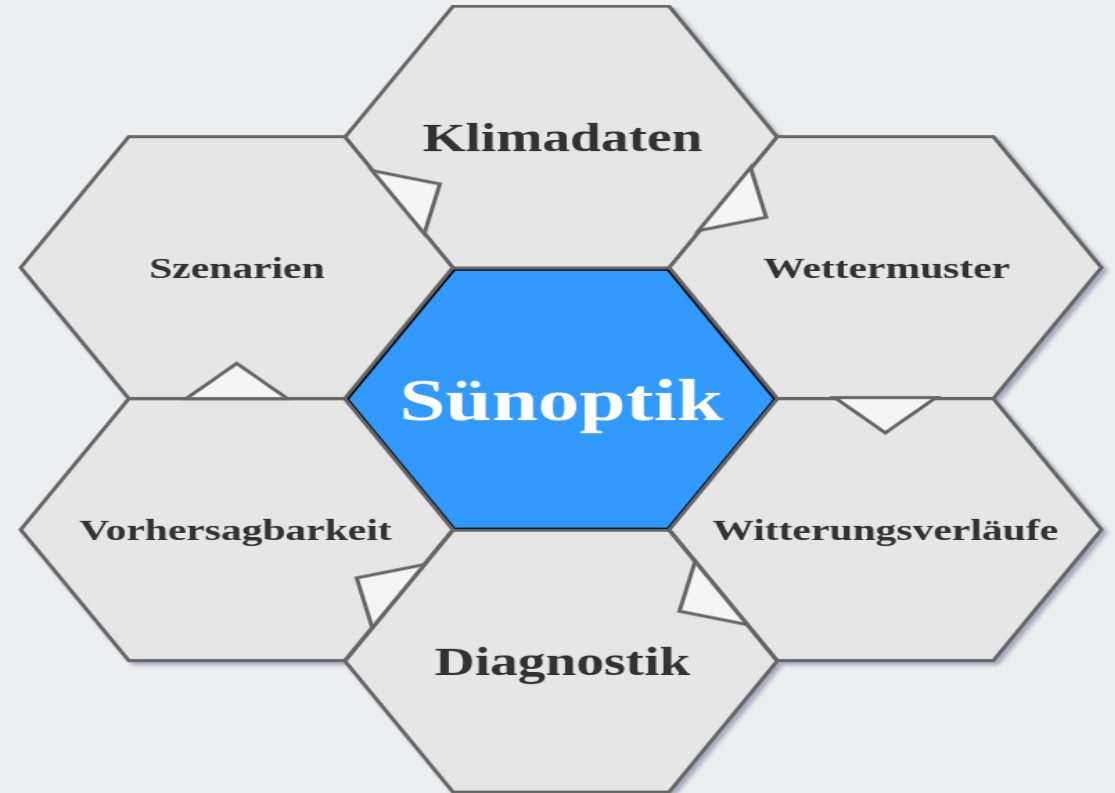 Klimadaten
Szenarien
Wettermuster
Sünoptik
Vorhersagbarkeit
Witterungsverläufe
Diagnostik